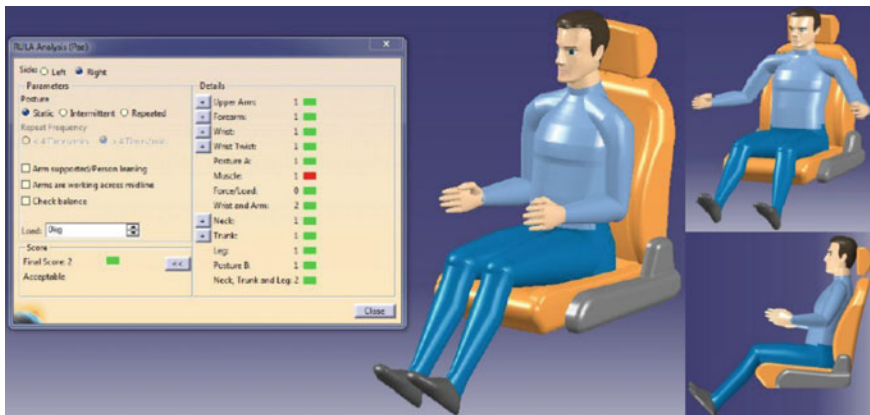 RULA Analysis (Poe)
Side: Left Right
Parameters
Posture
Static Intermittent Repeated
Repeat Frequency
Arm supported/Person leaning
Arms are working across midline
Check balance
Load: 0kg
Score
Final Score: 2
<<
Acceptable
Details
Upper Arm: 1
Forearm: 1
Wrist: 1
Wrist Twist: 1
Posture A: 1
Muscle: 1
Force/Load: 0
Wrist and Arm: 2
Neck: 1
Trunk: 1
Leg: 1
Posture B: 1
Neck, Trunk and Leg: 2
Close